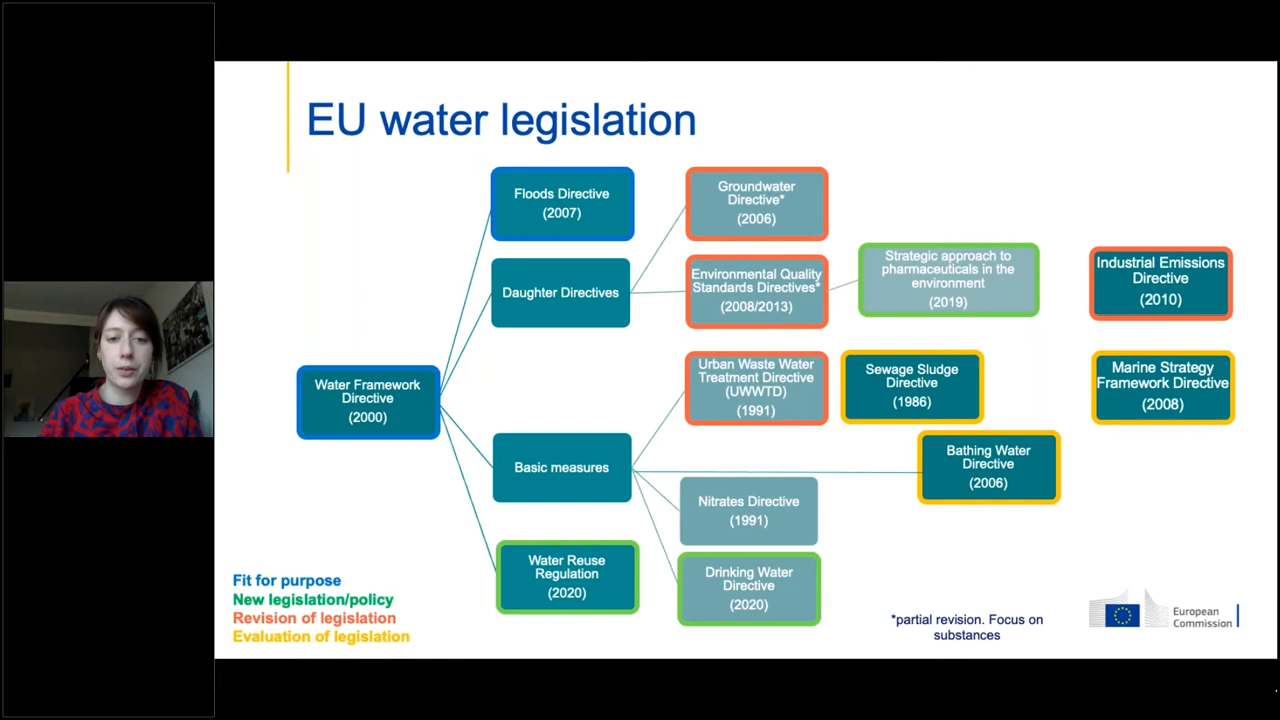 EU water legislation
Floods Directive
(2007)
Groundwater
Directive*
(2006)
Daughter Directives
Environmental Quality
Standards Directives*
(2008/2013)
Strategic approach to
pharmaceuticals in the
environment
(2019)
Industrial Emissions
Directive
(2010)
Water Framework
Directive
(2000)
Urban Waste Water
Treatment Directive
(UWWTD)
(1991)
Sewage Sludge
Directive
(1986)
Marine Strategy
Framework Directive
(2008)
Basic measures
Bathing Water
Directive
(2006)
Nitrates Directive
(1991)
Water Reuse
Regulation
(2020)
Drinking Water
Directive
(2020)
Fit for purpose
New legislation/policy
Revision of legislation
Evaluation of legislation
*partial revision. Focus on
substances
European
Commission